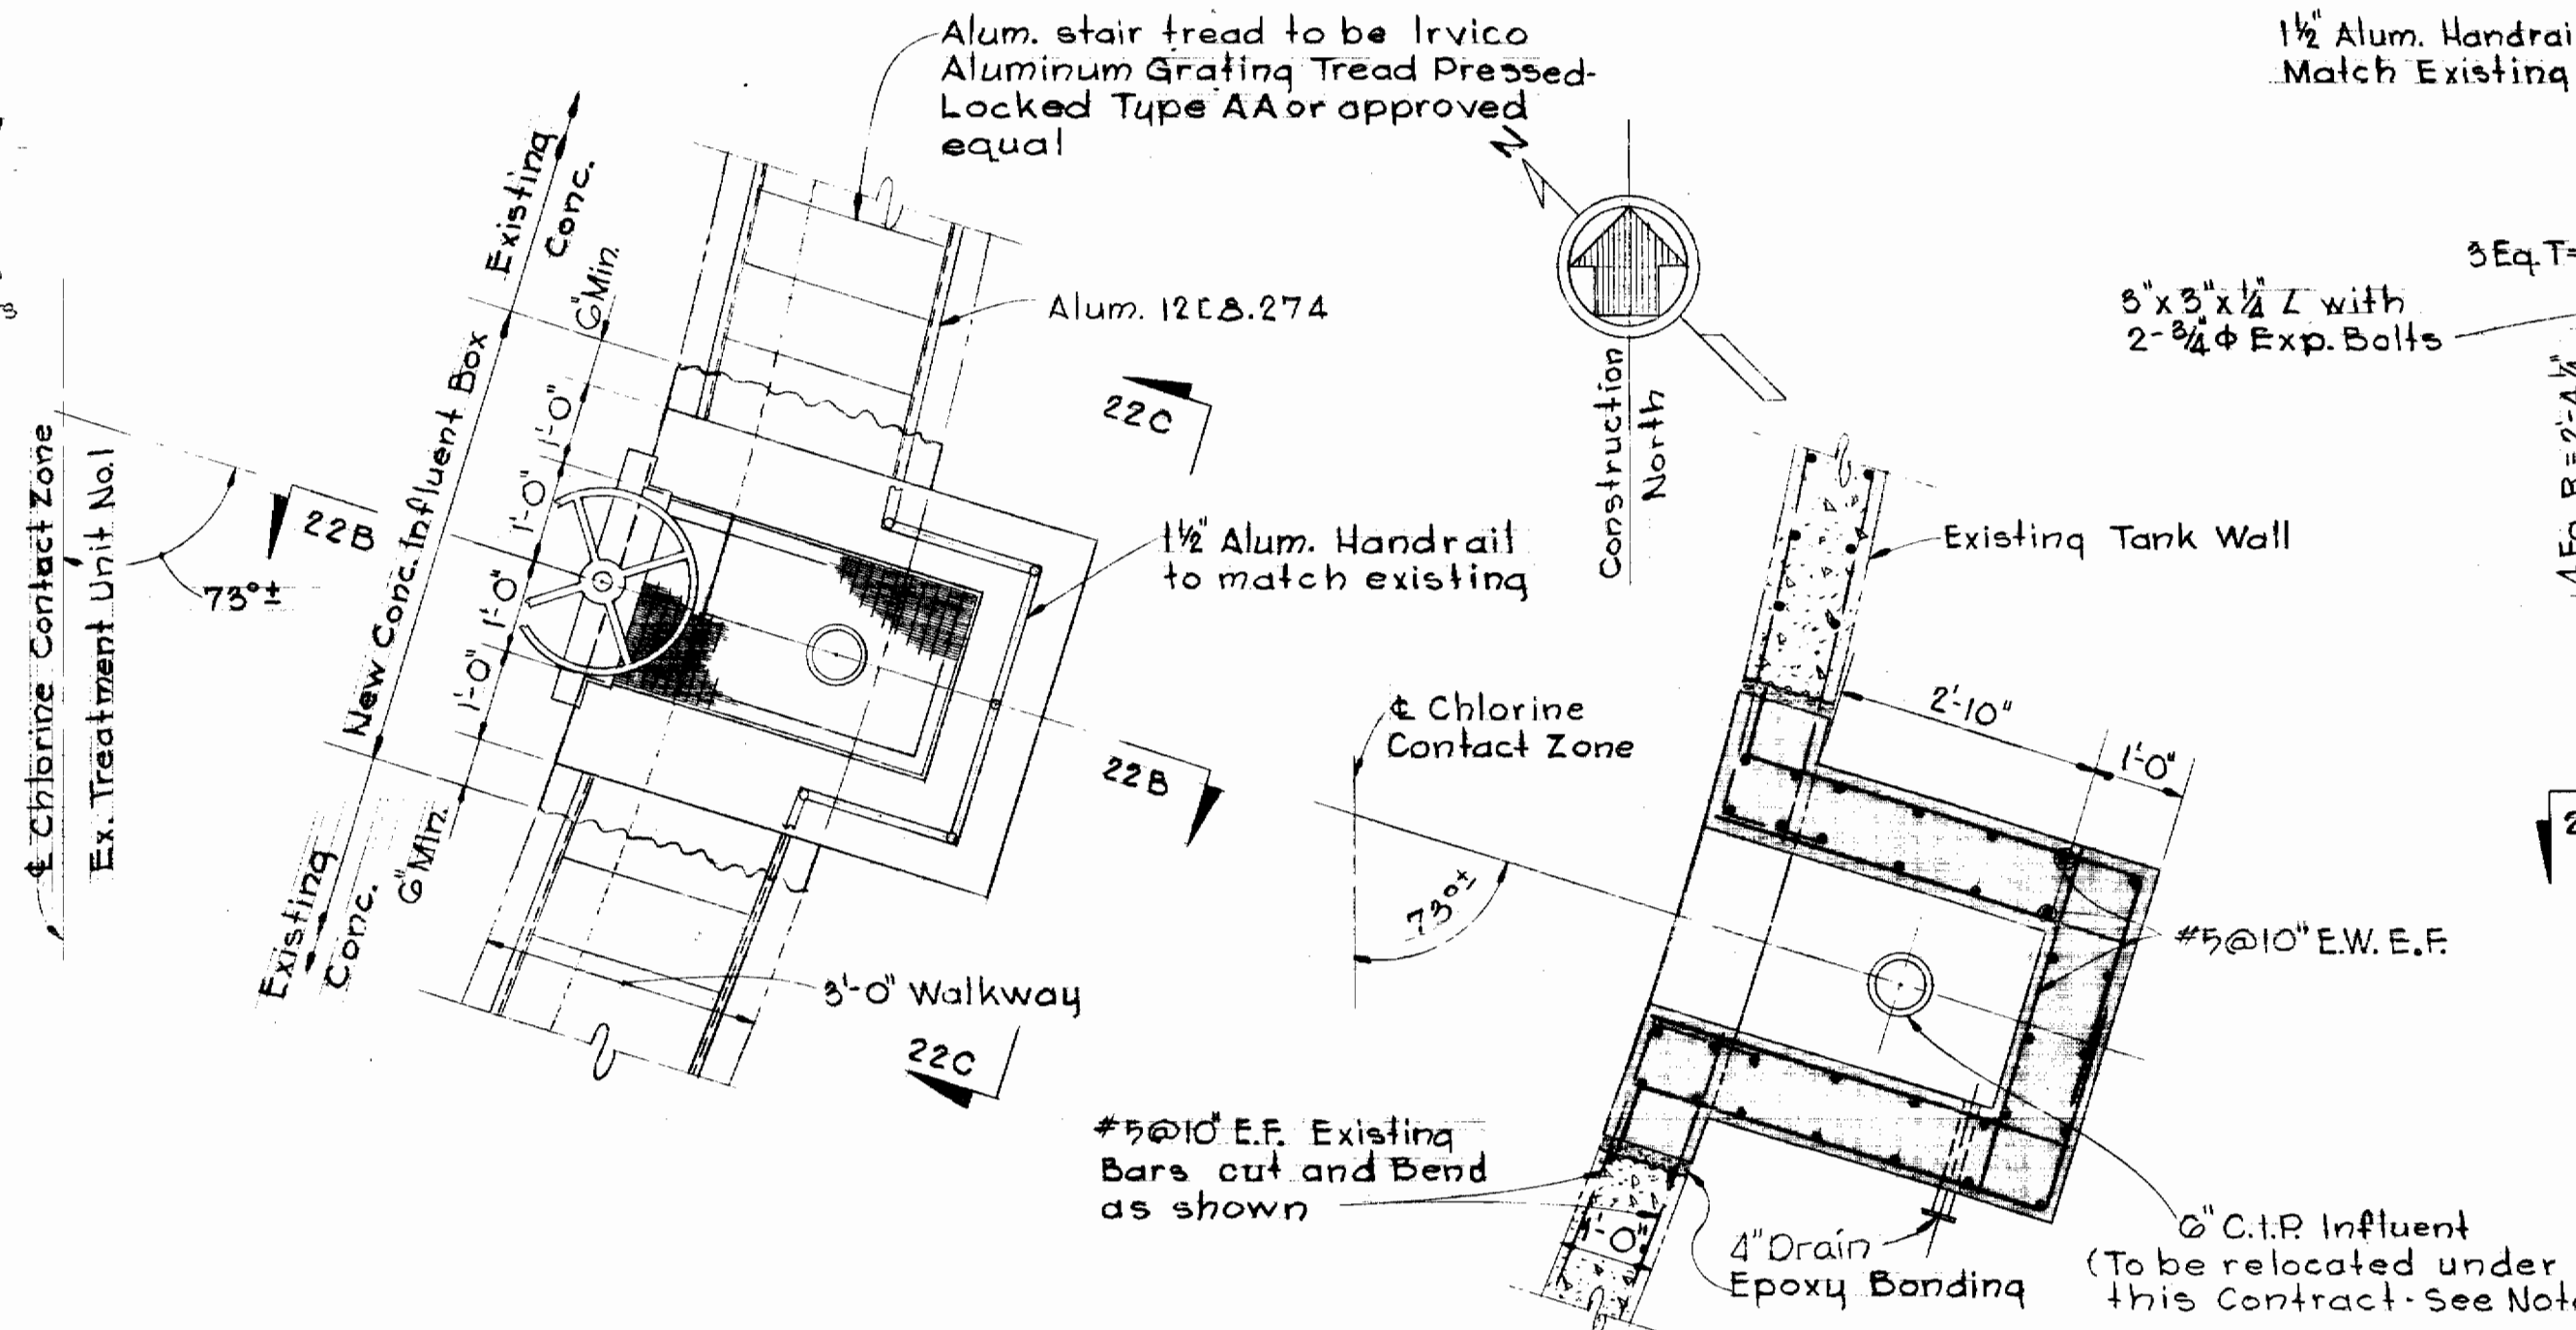 Alum. stair tread to be Irvico
Aluminum Grating Tread Pressed-
Locked Type AA or approved
equal
1½" Alum. Handrai
Match Existing
N
Construction
North
3 Eq. T=
3"x3"x¼" L with
2-¾" ɸ Exp. Bolts
Existing
Conc.
6" Min.
Alum. 12[8.274
22C
1'-0"
1'-0"
1'-0"
1'-0"
6" Min.
New Conc. Influent Box
℄ Chlorine Contact Zone
Ex. Treatment Unit No.1
22B
73°±
1½" Alum. Handrail
to match existing
22B
Existing
Conc.
3'-0" Walkway
22C
Existing Tank Wall
2'-10"
1'-0"
℄ Chlorine
Contact Zone
73°±
#5@10" E.W. E.F.
#5@10" E.F. Existing
Bars cut and Bend
as shown
1'-0"
4" Drain
Epoxy Bonding
6" C.I.P. Influent
(To be relocated under
this Contract-See Not